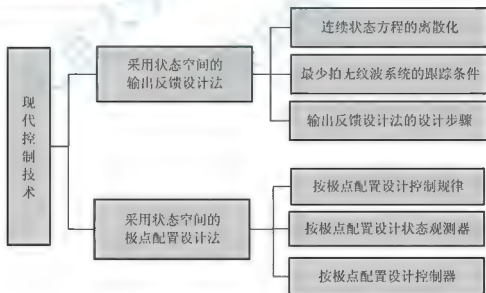 现代控制技术
采用状态空间的
输出反馈设计法
连续状态方程的离散化
最少拍无纹波系统的跟踪条件
输出反馈设计法的设计步骤
采用状态空间的
极点配置设计法
按极点配置设计控制规律
按极点配置设计状态观测器
按极点配置设计控制器